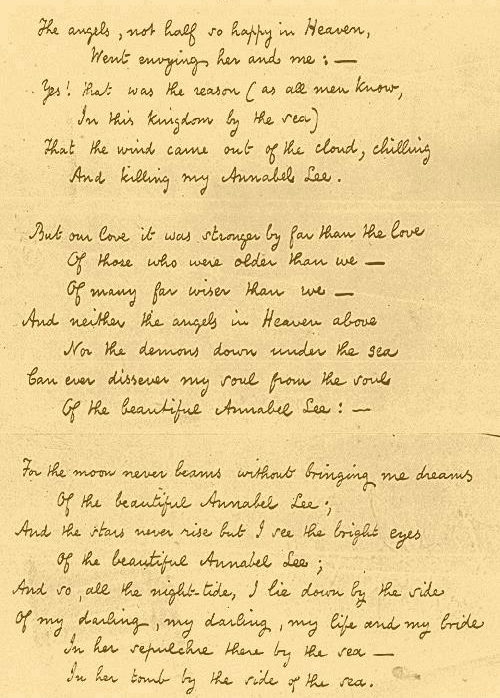 The angels, not half so happy in Heaven,
Went envying her and me: —
Yes! that was the reason (as all men know,
In this kingdom by the sea)
That the wind came out of the cloud, chilling
And killing my Annabel Lee.
But our love it was stronger by far than the love
Of those who were older than we —
Of many far wiser than we —
And neither the angels in Heaven above
Nor the demons down under the sea
Can ever dissever my soul from the soul
Of the beautiful Annabel Lee: —
For the moon never beams without bringing me dreams
Of the beautiful Annabel Lee;
And the stars never rise but I see the bright eyes
Of the beautiful Annabel Lee;
And so, all the night-tide, I lie down by the side
Of my darling, my darling, my life and my bride
In her sepulchre there by the sea —
In her tomb by the side of the sea.